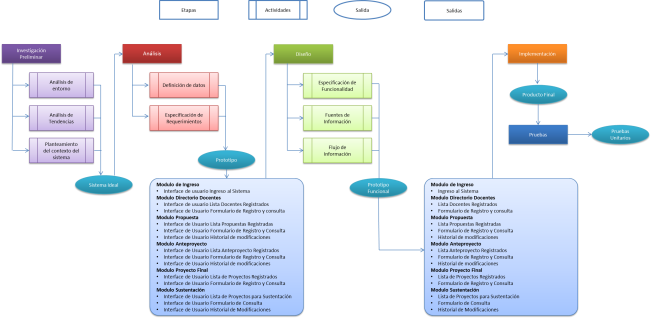 Etapas
Actividades
Salida
Salidas
Investigación
Preliminar
Análisis de
entorno
Análisis de
Tendencias
Planteamiento
del contexto del
sistema
Sistema Ideal
Análisis
Definición de datos
Especificación de
Requerimientos
Prototipo
Modulo de Ingreso
• Interface de usuario Ingreso al Sistema
Modulo Directorio Docentes
• Interface de usuario Lista Docentes Registrados
• Interface de Usuario Formulario de Registro y consulta
Modulo Propuesta
• Interface de Usuario Lista Propuestas Registradas
• Interface de Usuario Formulario de Registro y Consulta
• Interface de Usuario Historial de modificaciones
Modulo Anteproyecto
• Interface de Usuario Lista Anteproyecto Registrados
• Interface de Usuario Formulario de Registro y Consulta
• Interface de Usuario Historial de modificaciones
Modulo Proyecto Final
• Interface de Usuario Lista de Proyectos Registrados
• Interface de Usuario Formulario de Registro y Consulta
Modulo Sustentación
• Interface de Usuario Lista de Proyectos para Sustentación
• Interface de Usuario Formulario de Consulta
• Interface de Usuario Historial de Modificaciones
Diseño
Especificación de
Funcionalidad
Fuentes de
Información
Flujo de
Información
Prototipo
Funcional
Modulo de Ingreso
• Ingreso al Sistema
Modulo Directorio Docentes
• Lista Docentes Registrados
• Formulario de Registro y consulta
Modulo Propuesta
• Lista Propuestas Registradas
• Formulario de Registro y Consulta
• Historial de modificaciones
Modulo Anteproyecto
• Lista Anteproyecto Registrados
• Formulario de Registro y Consulta
• Historial de modificaciones
Modulo Proyecto Final
• Lista de Proyectos Registrados
• Formulario de Registro y Consulta
Modulo Sustentación
• Lista de Proyectos para Sustentación
• Formulario de Consulta
• Historial de Modificaciones
Implementación
Producto Final
Pruebas
Pruebas
Unitarias